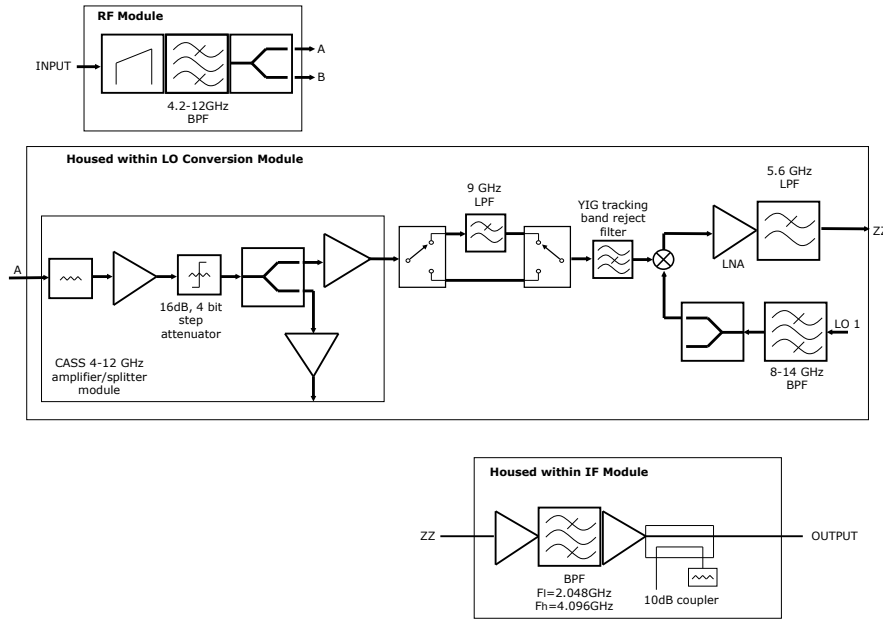 RF Module
INPUT
A
B
4.2-12GHz
BPF
Housed within LO Conversion Module
A
16dB, 4 bit
step
attenuator
CASS 4-12 GHz
amplifier/splitter
module
9 GHz
LPF
YIG tracking
band reject
filter
LNA
5.6 GHz
LPF
ZZ
LO 1
8-14 GHz
BPF
Housed within IF Module
ZZ
BPF
Fl=2.048GHz
Fh=4.096GHz
10dB coupler
OUTPUT